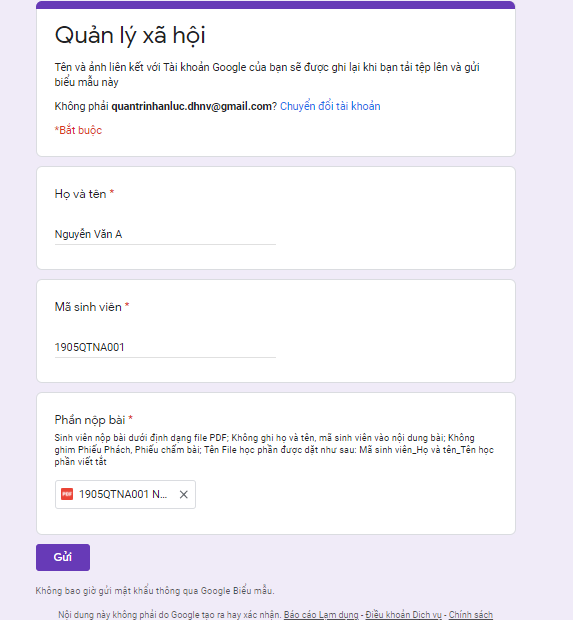 Quản lý xã hội
Tên và ảnh liên kết với Tài khoản Google của bạn sẽ được ghi lại khi bạn tải tệp lên và gửi
biểu mẫu này
Không phải quantrinhanluc.dhnv@gmail.com? Chuyển đổi tài khoản
*Bắt buộc
Họ và tên *
Nguyễn Văn A
Mã sinh viên *
1905QTNA001
Phần nộp bài *
Sinh viên nộp bài dưới định dạng file PDF; Không ghi họ và tên, mã sinh viên vào nội dung bài; Không
ghim Phiếu Phách, Phiếu chấm bài; Tên File học phần được đặt như sau: Mã sinh viên_Họ và tên_Tên học
phần viết tắt
PDF 1905QTNA001 N...
Gửi
Không bao giờ gửi mật khẩu thông qua Google Biểu mẫu.
Nội dung này không phải do Google tạo ra hay xác nhận. Báo cáo Lạm dụng - Điều khoản Dịch vụ - Chính sách